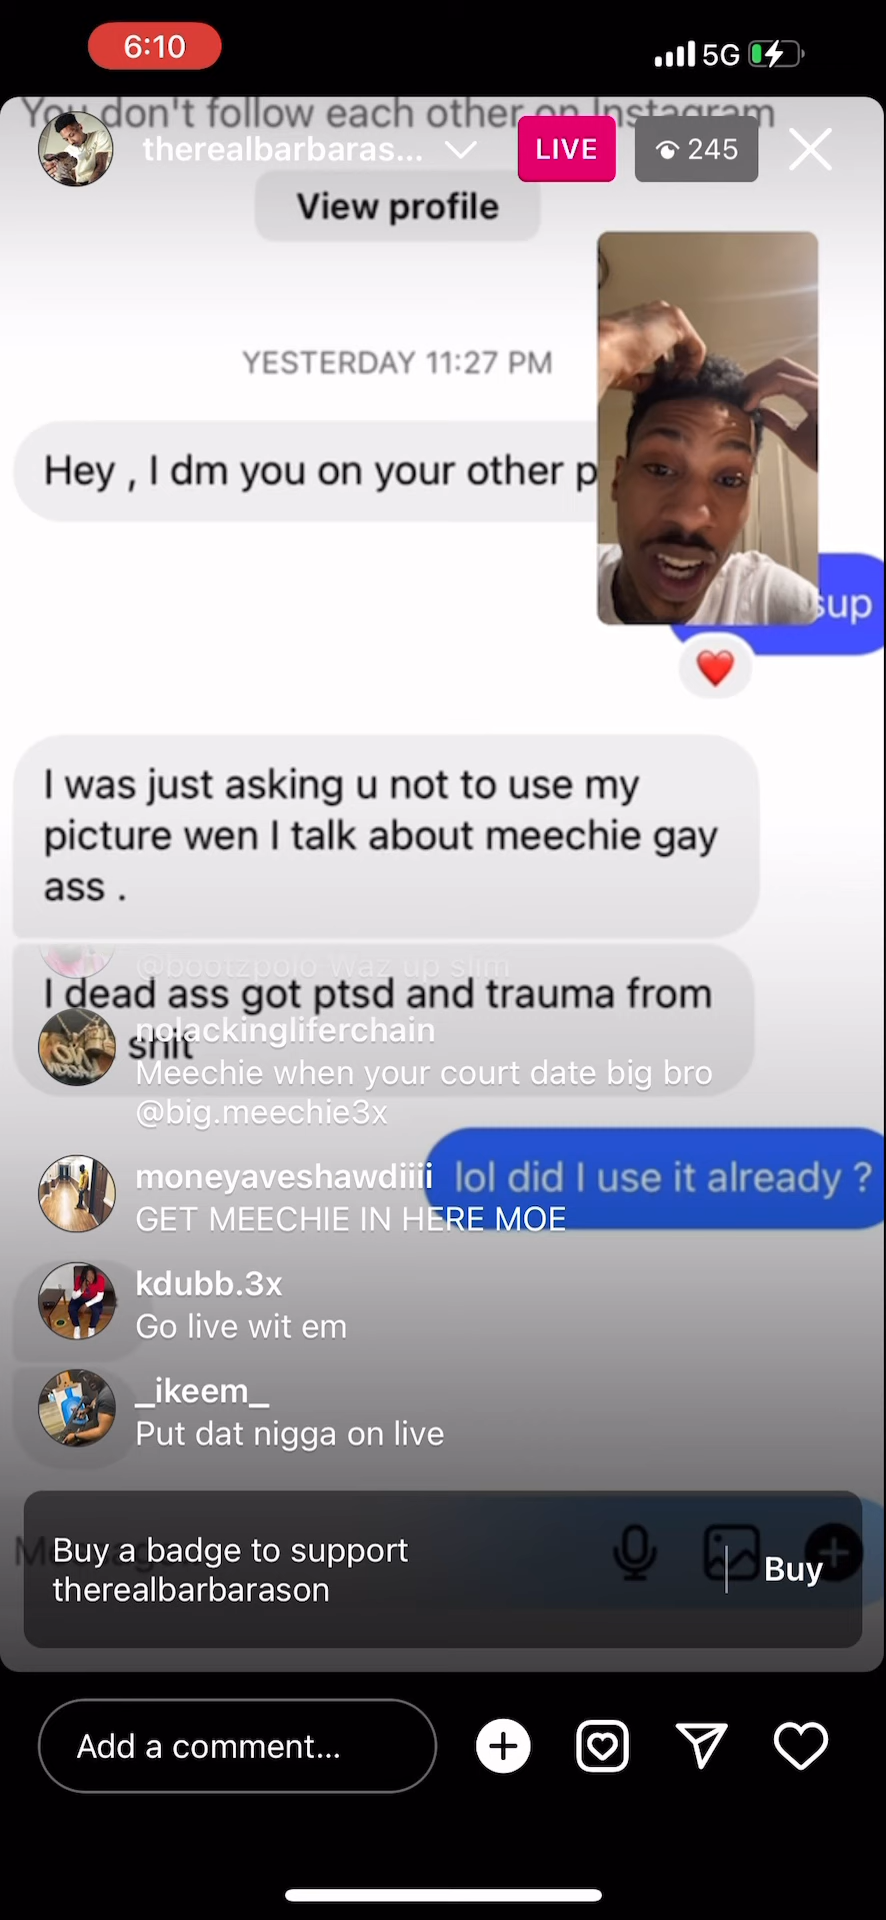 6:10
5G
You don't follow each other on Instagram
therealbarbaras...
LIVE
245
View profile
YESTERDAY 11:27 PM
Hey , I dm you on your other p
sup
I was just asking u not to use my
picture wen I talk about meechie gay
ass .
@bootzpolo Waz up slim
I dead ass got ptsd and trauma from
shit
nolackingliferchain
Meechie when your court date big bro
@big.meechie3x
lol did I use it already ?
moneyaveshawdiiii
GET MEECHIE IN HERE MOE
kdubb.3x
Go live wit em
_ikeem_
Put dat nigga on live
Buy a badge to support
therealbarbarason
Buy
Add a comment...